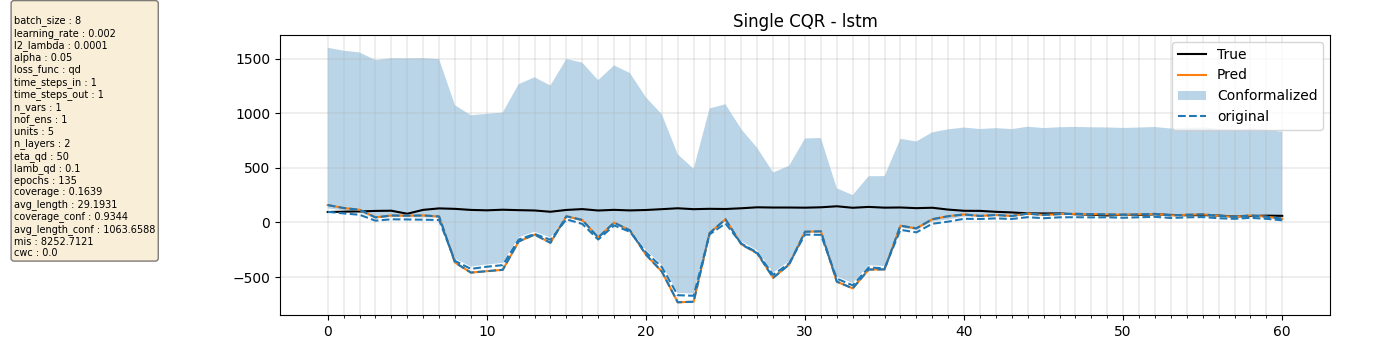 batch_size : 8
learning_rate : 0.002
l2_lambda : 0.0001
alpha : 0.05
loss_func : qd
time_steps_in : 1
time_steps_out : 1
n_vars : 1
nof_ens : 1
units : 5
n_layers : 2
eta_qd : 50
lamb_qd : 0.1
epochs : 135
coverage : 0.1639
avg_length : 29.1931
coverage_conf : 0.9344
avg_length_conf : 1063.6588
mis : 8252.7121
cwc : 0.0
Single CQR - lstm
1500
1000
500
0
−500
0 10 20 30 40 50 60
True
Pred
Conformalized
original